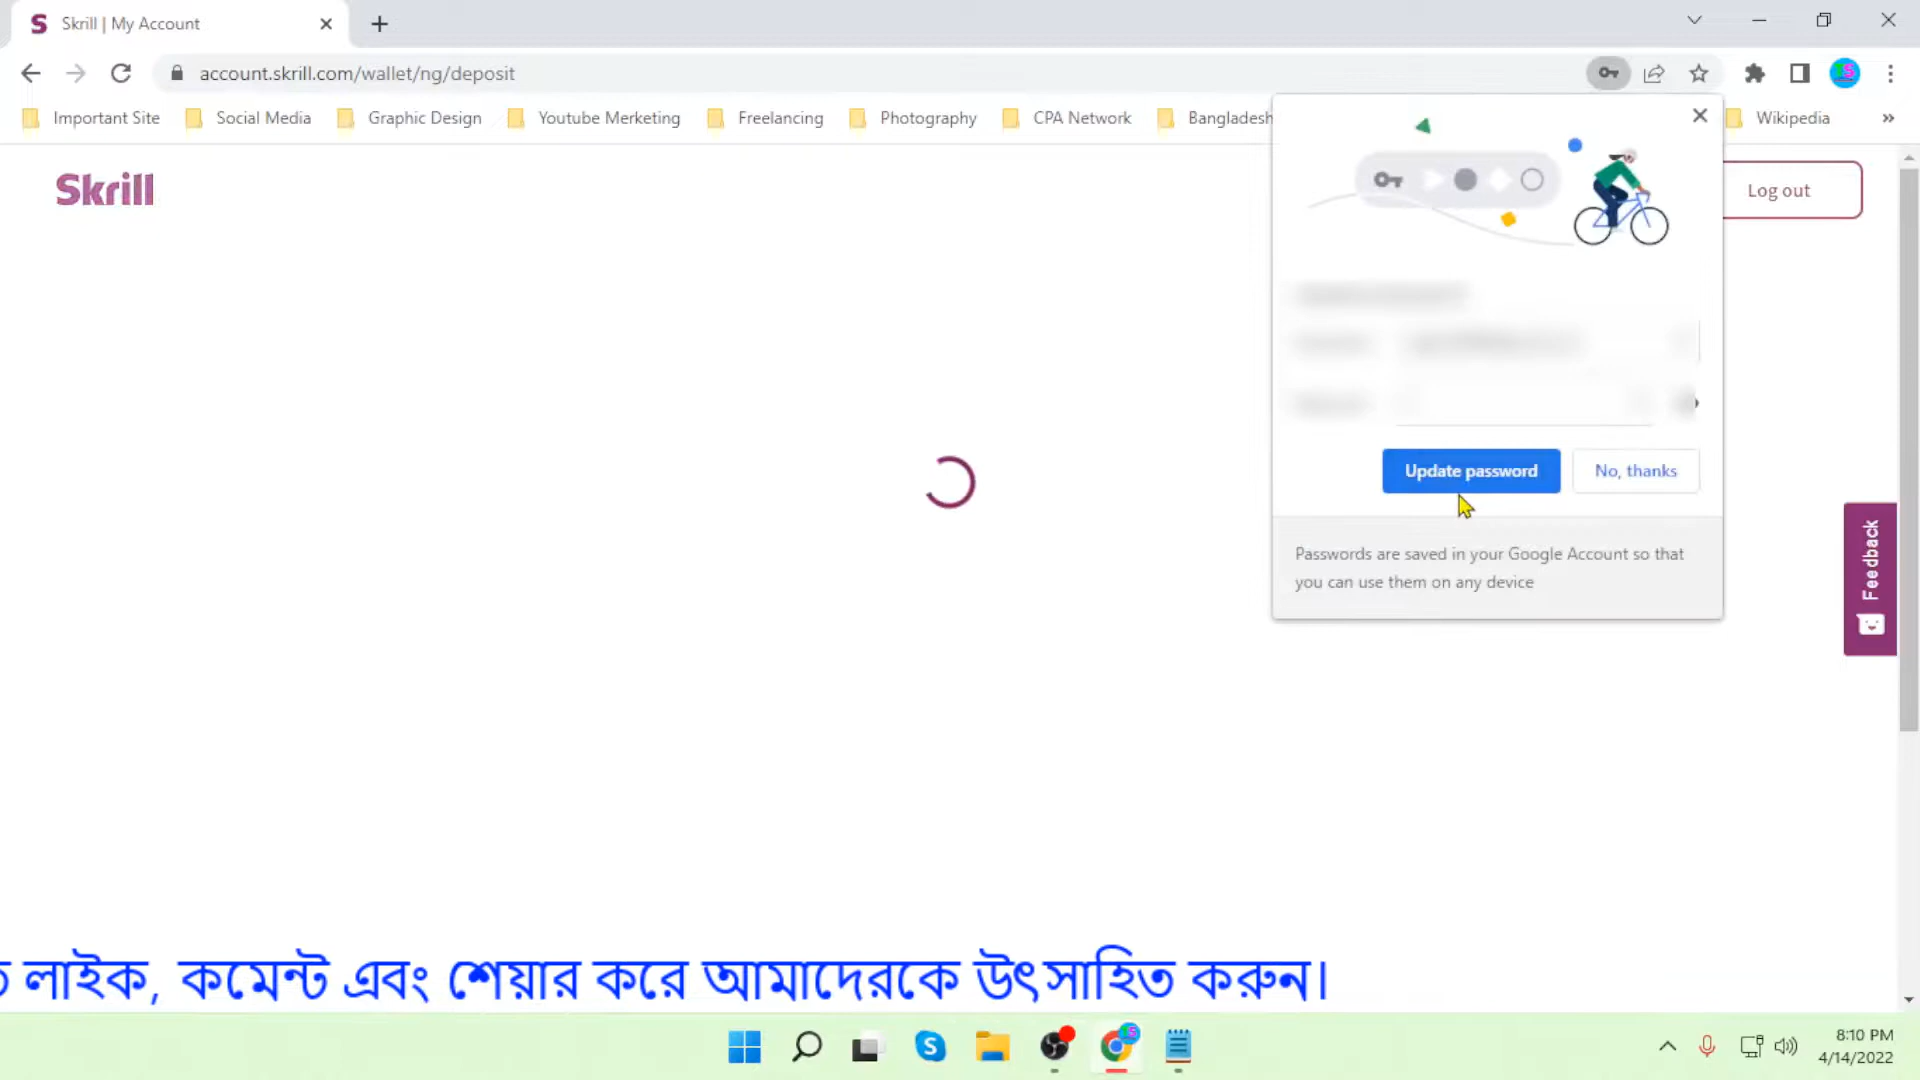 Skrill | My Account
account.skrill.com/wallet/ng/deposit
Important Site
Social Media
Graphic Design
Youtube Merketing
Freelancing
Photography
CPA Network
Bangladesh
Wikipedia
Skrill
Log out
Update password
No, thanks
Passwords are saved in your Google Account so that
you can use them on any device
Feedback
লাইক, কমেন্ট এবং শেয়ার করে আমাদেরকে উৎসাহিত করুন।
8:10 PM
4/14/2022